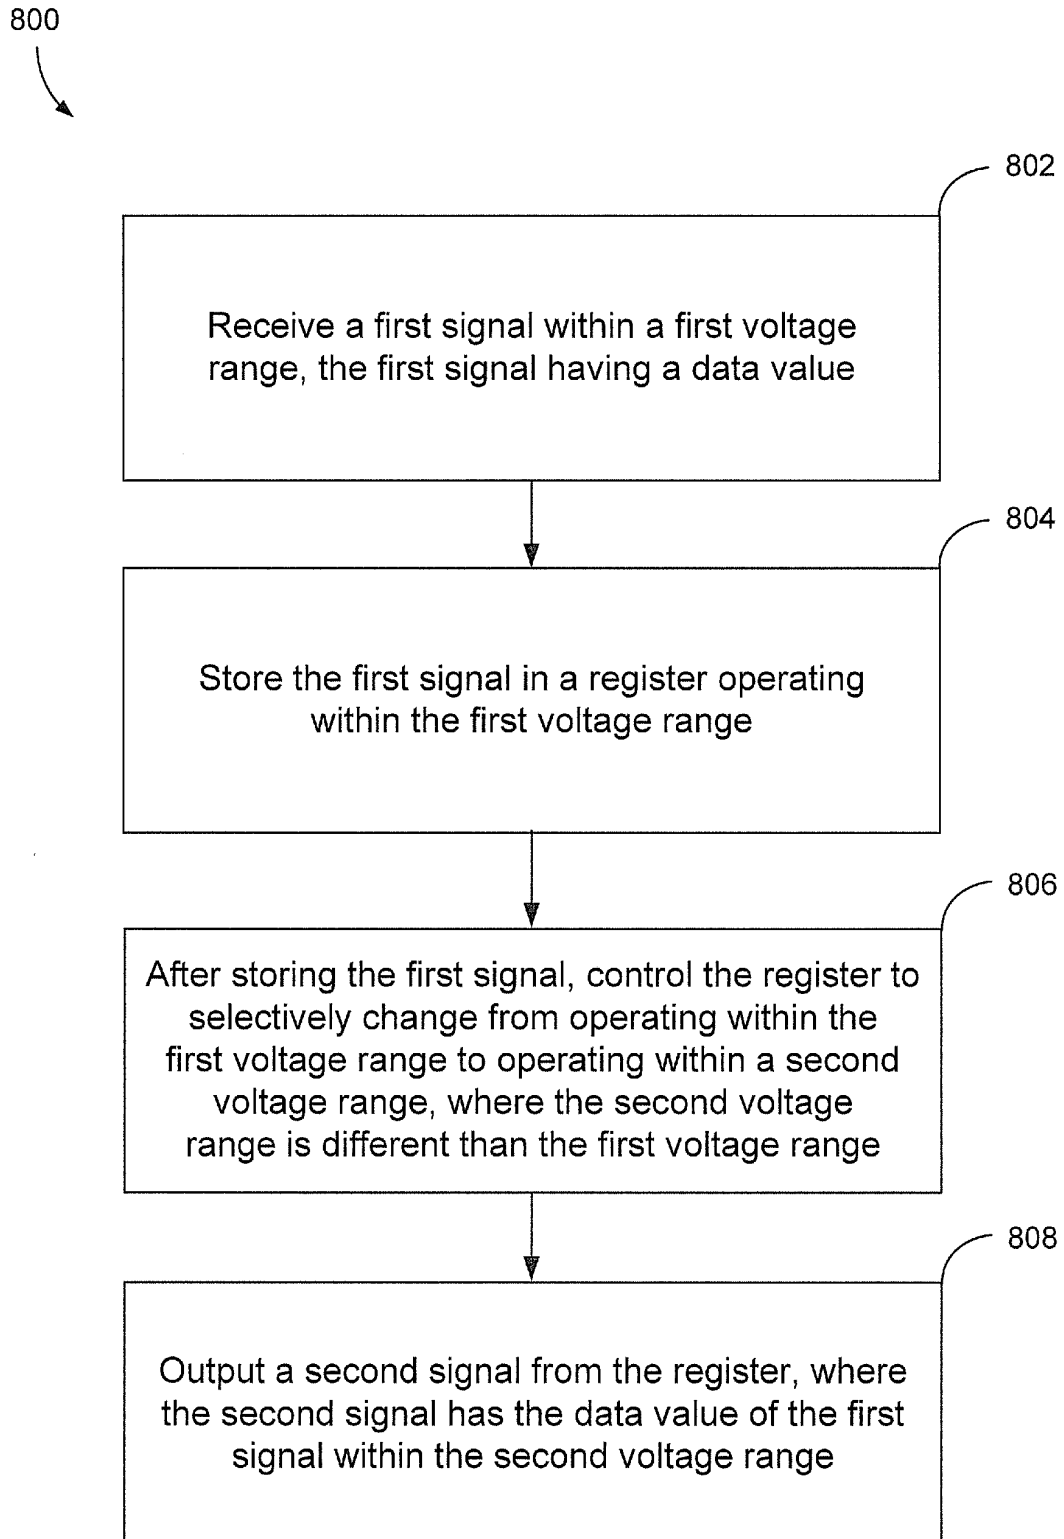 800
802
Receive a first signal within a first voltage
range, the first signal having a data value
804
Store the first signal in a register operating
within the first voltage range
806
After storing the first signal, control the register to
selectively change from operating within the
first voltage range to operating within a second
voltage range, where the second voltage
range is different than the first voltage range
808
Output a second signal from the register, where
the second signal has the data value of the first
signal within the second voltage range